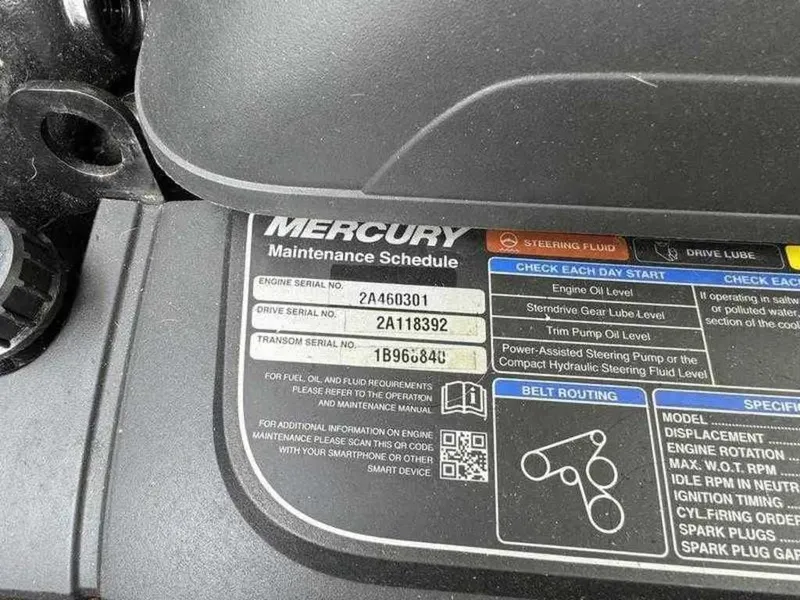 MERCURY
Maintenance Schedule
ENGINE SERIAL NO.
2A460301
DRIVE SERIAL NO.
2A118392
TRANSOM SERIAL NO.
FOR FUEL, OIL, AND FLUID REQUIREMENTS
PLEASE REFER TO THE OPERATION
AND MAINTENANCE MANUAL
FOR ADDITIONAL INFORMATION ON ENGINE
MAINTENANCE PLEASE SCAN THIS QR CODE
WITH YOUR SMARTPHONE OR OTHER
SMART DEVICE.
STEERING FLUID
DRIVE LUBE
CHECK EACH DAY START
Engine Oil Level
Sterndrive Gear Lube Level
Trim Pump Oil Level
Power-Assisted Steering Pump or the
Compact Hydraulic Steering Fluid Level
CHECK EAC
If operating in saltw
or polluted water,
section of the cool
BELT ROUTING
SPECIFI
MODEL
DISPLACEMENT
ENGINE ROTATION
MAX. W.O.T. RPM
IDLE RPM IN NEUTR
IGNITION TIMING
CYL.FIRING ORDER
SPARK PLUGS
SPARK PLUG GAP